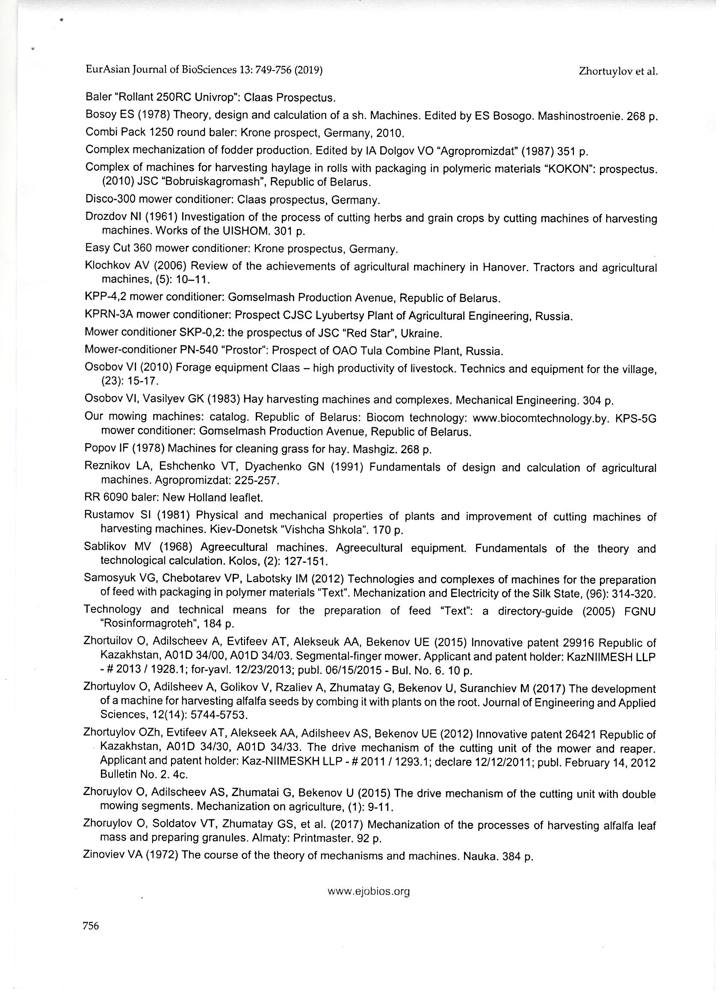 EurAsian Journal of BioSciences 13: 749-756 (2019)
Zhortuylov et al.
Baler “Rollant 250RC Univrop”: Claas Prospectus.
Bosoy ES (1978) Theory, design and calculation of a sh. Machines. Edited by ES Bosogo. Mashinostroenie. 268 p.
Combi Pack 1250 round baler: Krone prospect, Germany, 2010.
Complex mechanization of fodder production. Edited by IA Dolgov VO “Agropromizdat” (1987) 351 p.
Complex of machines for harvesting haylage in rolls with packaging in polymeric materials “KOKON”: prospectus.
(2010) JSC “Bobruiskagromash”, Republic of Belarus.
Disco-300 mower conditioner: Claas prospectus, Germany.
Drozdov NI (1961) Investigation of the process of cutting herbs and grain crops by cutting machines of harvesting
machines. Works of the UISHOM. 301 p.
Easy Cut 360 mower conditioner: Krone prospectus, Germany.
Klochkov AV (2006) Review of the achievements of agricultural machinery in Hanover. Tractors and agricultural
machines, (5): 10–11.
KPP-4,2 mower conditioner: Gomselmash Production Avenue, Republic of Belarus.
KPRN-3A mower conditioner: Prospect CJSC Lyubertsy Plant of Agricultural Engineering, Russia.
Mower conditioner SKP-0,2: the prospectus of JSC “Red Star”, Ukraine.
Mower-conditioner PN-540 “Prostor”: Prospect of OAO Tula Combine Plant, Russia.
Osobov VI (2010) Forage equipment Claas – high productivity of livestock. Technics and equipment for the village,
(23): 15-17.
Osobov VI, Vasilyev GK (1983) Hay harvesting machines and complexes. Mechanical Engineering. 304 p.
Our mowing machines: catalog. Republic of Belarus: Biocom technology: www.biocomtechnology.by. KPS-5G
mower conditioner: Gomselmash Production Avenue, Republic of Belarus.
Popov IF (1978) Machines for cleaning grass for hay. Mashgiz. 268 p.
Reznikov LA, Eshchenko VT, Dyachenko GN (1991) Fundamentals of design and calculation of agricultural
machines. Agropromizdat: 225-257.
RR 6090 baler: New Holland leaflet.
Rustamov SI (1981) Physical and mechanical properties of plants and improvement of cutting machines of
harvesting machines. Kiev-Donetsk “Vishcha Shkola”. 170 p.
Sablikov MV (1968) Agreecultural machines. Agreecultural equipment. Fundamentals of the theory and
technological calculation. Kolos, (2): 127-151.
Samosyuk VG, Chebotarev VP, Labotsky IM (2012) Technologies and complexes of machines for the preparation
of feed with packaging in polymer materials “Text”. Mechanization and Electricity of the Silk State, (96): 314-320.
Technology and technical means for the preparation of feed “Text”: a directory-guide (2005) FGNU
“Rosinformagroteh”, 184 p.
Zhortuilov O, Adilscheev A, Evtifeev AT, Alekseuk AA, Bekenov UE (2015) Innovative patent 29916 Republic of
Kazakhstan, A01D 34/00, A01D 34/03. Segmental-finger mower. Applicant and patent holder: KazNIIMESH LLP
- # 2013 / 1928.1; for-yavl. 12/23/2013; publ. 06/15/2015 - Bul. No. 6. 10 p.
Zhortuylov O, Adilsheev A, Golikov V, Rzaliev A, Zhumatay G, Bekenov U, Suranchiev M (2017) The development
of a machine for harvesting alfalfa seeds by combing it with plants on the root. Journal of Engineering and Applied
Sciences, 12(14): 5744-5753.
Zhortuylov OZh, Evtifeev AT, Alekseek AA, Adilsheev AS, Bekenov UE (2012) Innovative patent 26421 Republic of
Kazakhstan, A01D 34/30, A01D 34/33. The drive mechanism of the cutting unit of the mower and reaper.
Applicant and patent holder: Kaz-NIIMESKH LLP - # 2011 / 1293.1; declare 12/12/2011; publ. February 14, 2012
Bulletin No. 2. 4c.
Zhoruylov O, Adilscheev AS, Zhumatai G, Bekenov U (2015) The drive mechanism of the cutting unit with double
mowing segments. Mechanization on agriculture, (1): 9-11.
Zhoruylov O, Soldatov VT, Zhumatay GS, et al. (2017) Mechanization of the processes of harvesting alfalfa leaf
mass and preparing granules. Almaty: Printmaster. 92 p.
Zinoviev VA (1972) The course of the theory of mechanisms and machines. Nauka. 384 p.
www.ejobios.org
756